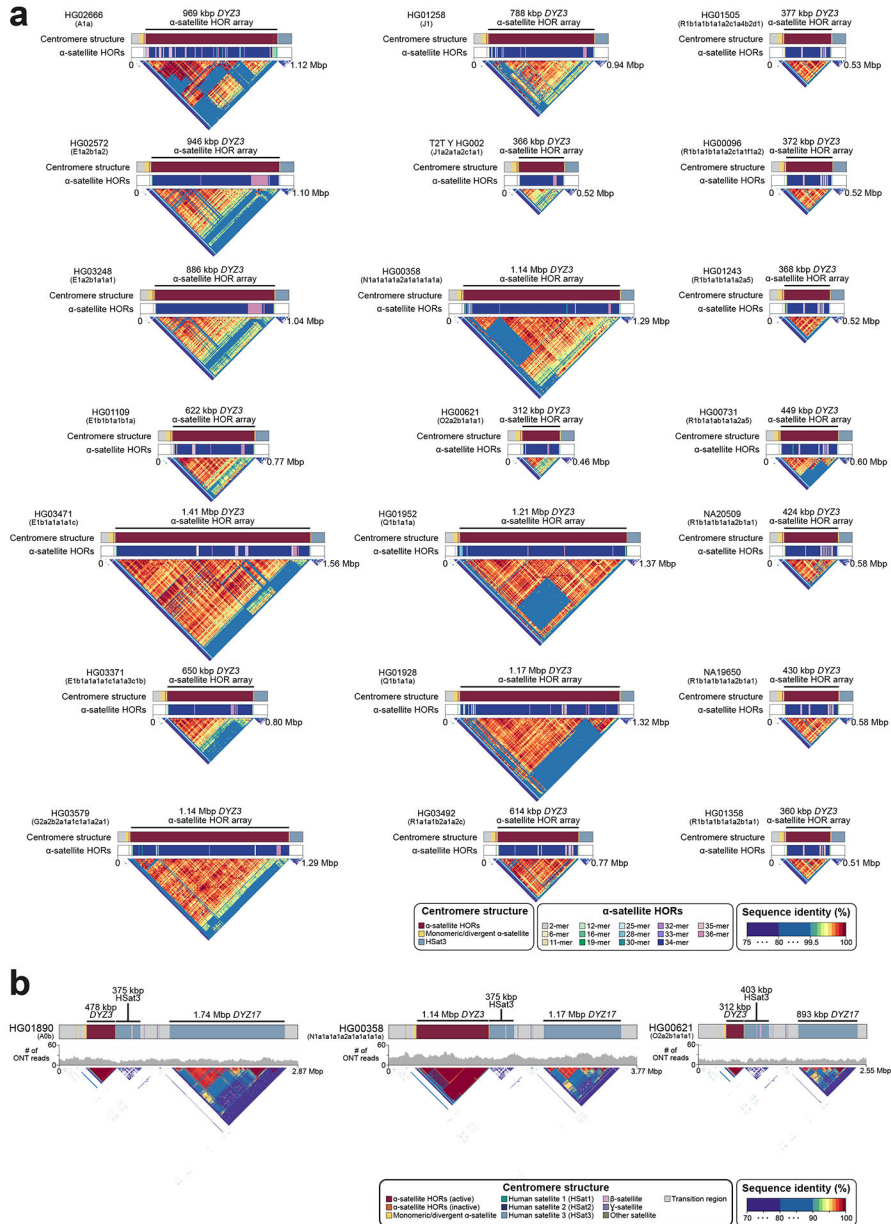 a
HG02666
(A1a)
969 kbp DYZ3
α-satellite HOR array
Centromere structure
α-satellite HORs
0
1.12 Mbp
HG01258
(J1)
788 kbp DYZ3
α-satellite HOR array
Centromere structure
α-satellite HORs
0
0.94 Mbp
HG01505
(R1b1a1b1a1a2c1a4b2d1)
377 kbp DYZ3
α-satellite HOR array
Centromere structure
α-satellite HORs
0
0.53 Mbp
HG02572
(E1a2b1a2)
946 kbp DYZ3
α-satellite HOR array
Centromere structure
α-satellite HORs
0
1.10 Mbp
T2T Y HG002
(J1a2a1a2c1a1)
366 kbp DYZ3
α-satellite HOR array
Centromere structure
α-satellite HORs
0
0.52 Mbp
HG00096
(R1b1a1b1a1a2c1a1f1a2)
372 kbp DYZ3
α-satellite HOR array
Centromere structure
α-satellite HORs
0
0.52 Mbp
HG03248
(E1a2b1a1a1)
886 kbp DYZ3
α-satellite HOR array
Centromere structure
α-satellite HORs
0
1.04 Mbp
HG00358
(N1a1a1a1a2a1a1a1a1a)
1.14 Mbp DYZ3
α-satellite HOR array
Centromere structure
α-satellite HORs
0
1.29 Mbp
HG01243
(R1b1a1b1a1a2a5)
368 kbp DYZ3
α-satellite HOR array
Centromere structure
α-satellite HORs
0
0.52 Mbp
HG01109
(E1b1b1a1b1a)
622 kbp DYZ3
α-satellite HOR array
Centromere structure
α-satellite HORs
0
0.77 Mbp
HG00621
(O2a2b1a1a1)
312 kbp DYZ3
α-satellite HOR array
Centromere structure
α-satellite HORs
0
0.46 Mbp
HG00731
(R1b1a1b1a1a2a5)
449 kbp DYZ3
α-satellite HOR array
Centromere structure
α-satellite HORs
0
0.60 Mbp
HG03471
(E1b1a1a1a1c)
1.41 Mbp DYZ3
α-satellite HOR array
Centromere structure
α-satellite HORs
0
1.56 Mbp
HG01952
(Q1b1a1a)
1.21 Mbp DYZ3
α-satellite HOR array
Centromere structure
α-satellite HORs
0
1.37 Mbp
NA20509
(R1b1a1b1a1a2b1a1)
424 kbp DYZ3
α-satellite HOR array
Centromere structure
α-satellite HORs
0
0.58 Mbp
HG03371
(E1b1a1a1a1c1a1a3c1b)
650 kbp DYZ3
α-satellite HOR array
Centromere structure
α-satellite HORs
0
0.80 Mbp
HG01928
(Q1b1a1a)
1.17 Mbp DYZ3
α-satellite HOR array
Centromere structure
α-satellite HORs
0
1.32 Mbp
NA19650
(R1b1a1b1a1a2b1a1)
430 kbp DYZ3
α-satellite HOR array
Centromere structure
α-satellite HORs
0
0.58 Mbp
HG03579
(G2a2b2a1a1c1a1a2a1)
1.14 Mbp DYZ3
α-satellite HOR array
Centromere structure
α-satellite HORs
0
1.29 Mbp
HG03492
(R1a1a1b2a1a2c)
614 kbp DYZ3
α-satellite HOR array
Centromere structure
α-satellite HORs
0
0.77 Mbp
HG01358
(R1b1a1b1a1a2b1a1)
360 kbp DYZ3
α-satellite HOR array
Centromere structure
α-satellite HORs
0
0.51 Mbp
Centromere structure
α-satellite HORs
Monomeric/divergent α-satellite
HSat3
α-satellite HORs
2-mer 12-mer 25-mer 32-mer 35-mer
6-mer 16-mer 28-mer 33-mer 36-mer
11-mer 19-mer 30-mer 34-mer
Sequence identity (%)
75 ··· 80 ··· 99.5 100
b
HG01890
(A0b)
478 kbp
DYZ3
375 kbp
HSat3
1.74 Mbp DYZ17
# of
ONT reads
60
0
0
2.87 Mbp
HG00358
(N1a1a1a1a2a1a1a1a1a)
1.14 Mbp DYZ3
375 kbp
HSat3
1.17 Mbp DYZ17
# of
ONT reads
60
0
0
3.77 Mbp
HG00621
(O2a2b1a1a1)
312 kbp
DYZ3
403 kbp
HSat3
893 kbp DYZ17
# of
ONT reads
60
0
0
2.55 Mbp
Centromere structure
α-satellite HORs (active) Human satellite 1 (HSat1) β-satellite Transition region
α-satellite HORs (inactive) Human satellite 2 (HSat2) γ-satellite
Monomeric/divergent α-satellite Human satellite 3 (HSat3) Other satellite
Sequence identity (%)
70 ··· 80 ··· 90 100